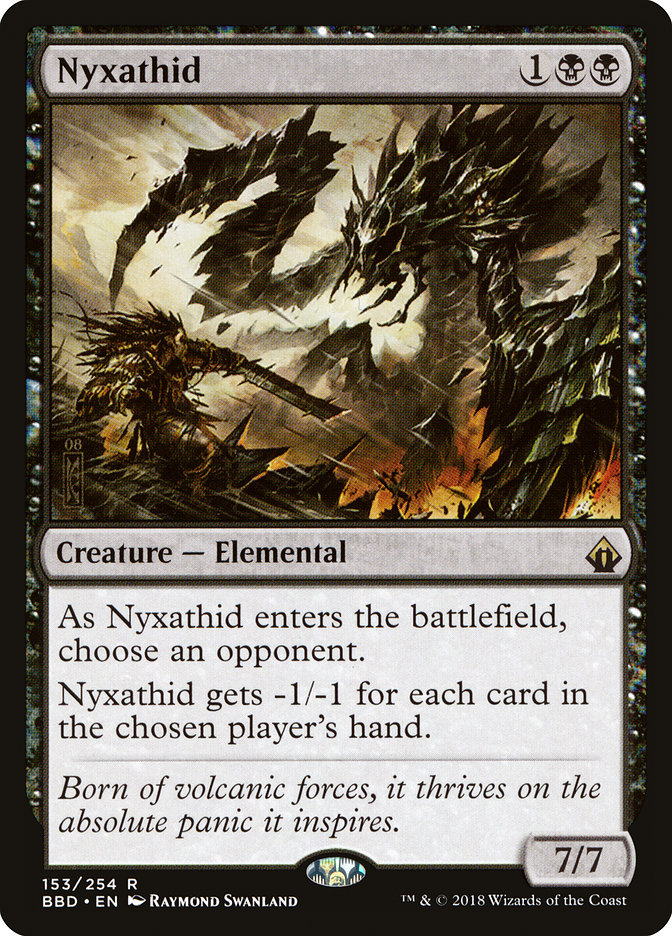 Nyxathid 1
08
Creature — Elemental
As Nyxathid enters the battlefield,
choose an opponent.
Nyxathid gets -1/-1 for each card in
the chosen player's hand.
Born of volcanic forces, it thrives on the
absolute panic it inspires.
7/7
153/254 R
BBD • EN Raymond Swanland
™ & © 2018 Wizards of the Coast